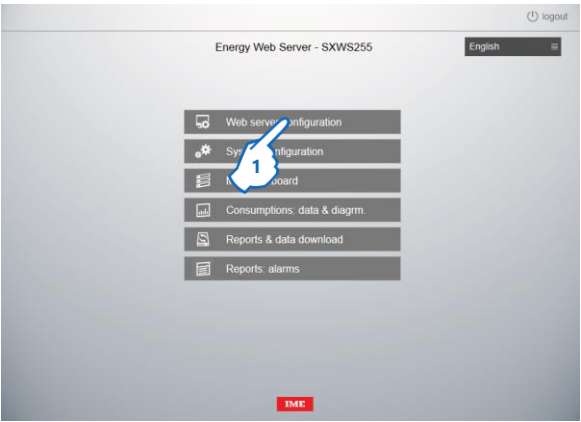 logout
Energy Web Server - SXWS255
English
Web server configuration
System configuration
1
board
Consumptions: data & diagrm.
Reports & data download
Reports: alarms
IME